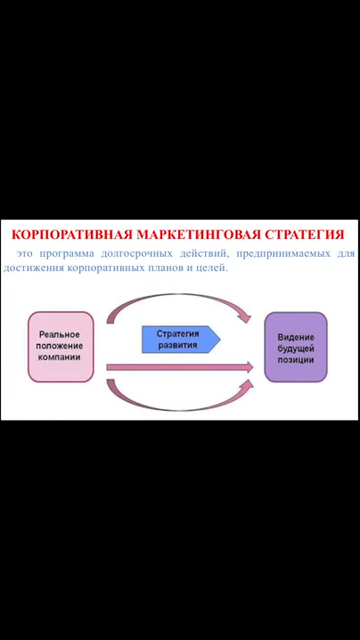 КОРПОРАТИВНАЯ МАРКЕТИНГОВАЯ СТРАТЕГИЯ
это программа долгосрочных действий, предпринимаемых для
достижения корпоративных планов и целей.
Реальное
положение
компании
Стратегия
развития
Видение
будущей
позиции